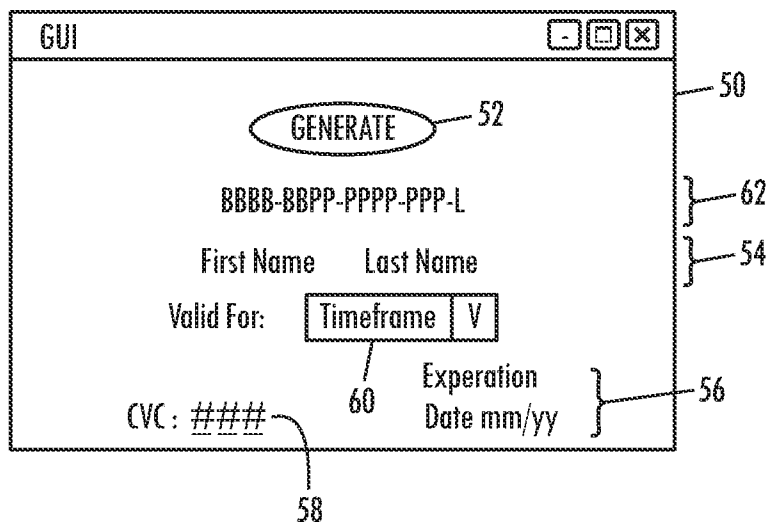 GUI
50
GENERATE 52
BBBB-BBPP-PPPP-PPP-L 62
First Name Last Name 54
Valid For: Timeframe V
60
Experation
Date mm/yy 56
CVC: ###
58